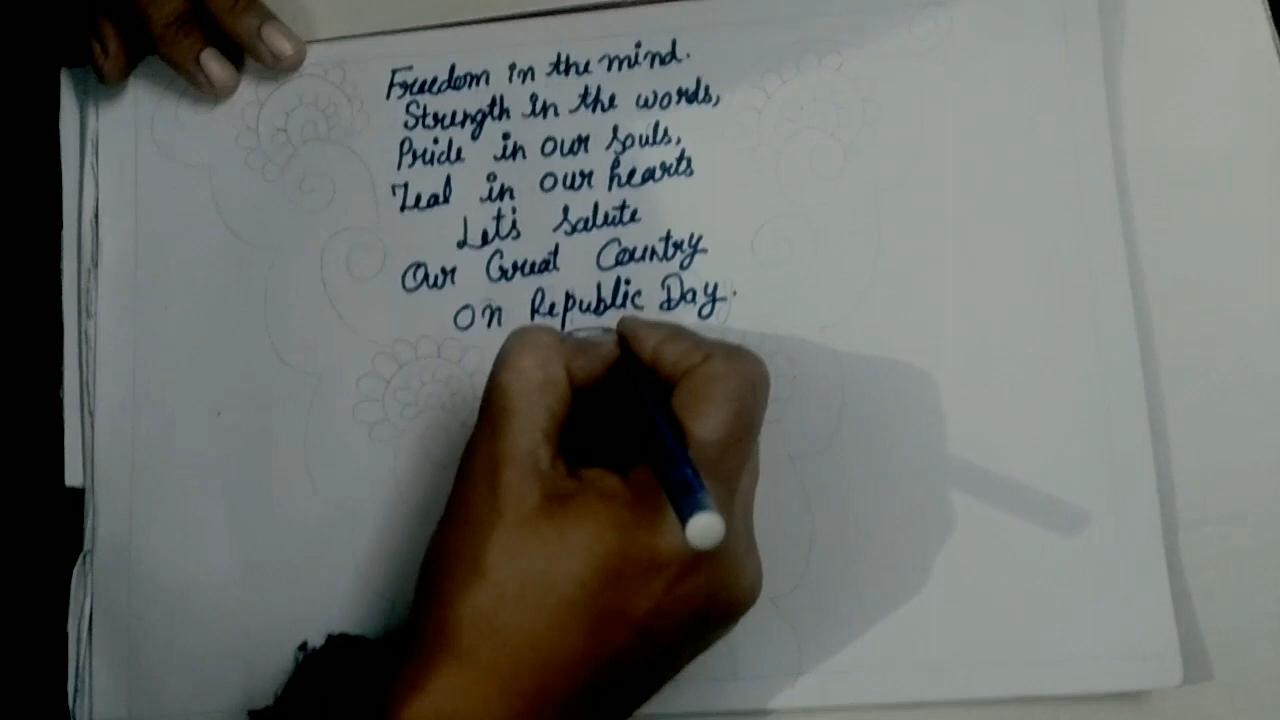 Freedom in the mind.
Strength in the words,
Pride in our souls,
Zeal in our hearts
Let's Salute
Our Great Country
On Republic Day.